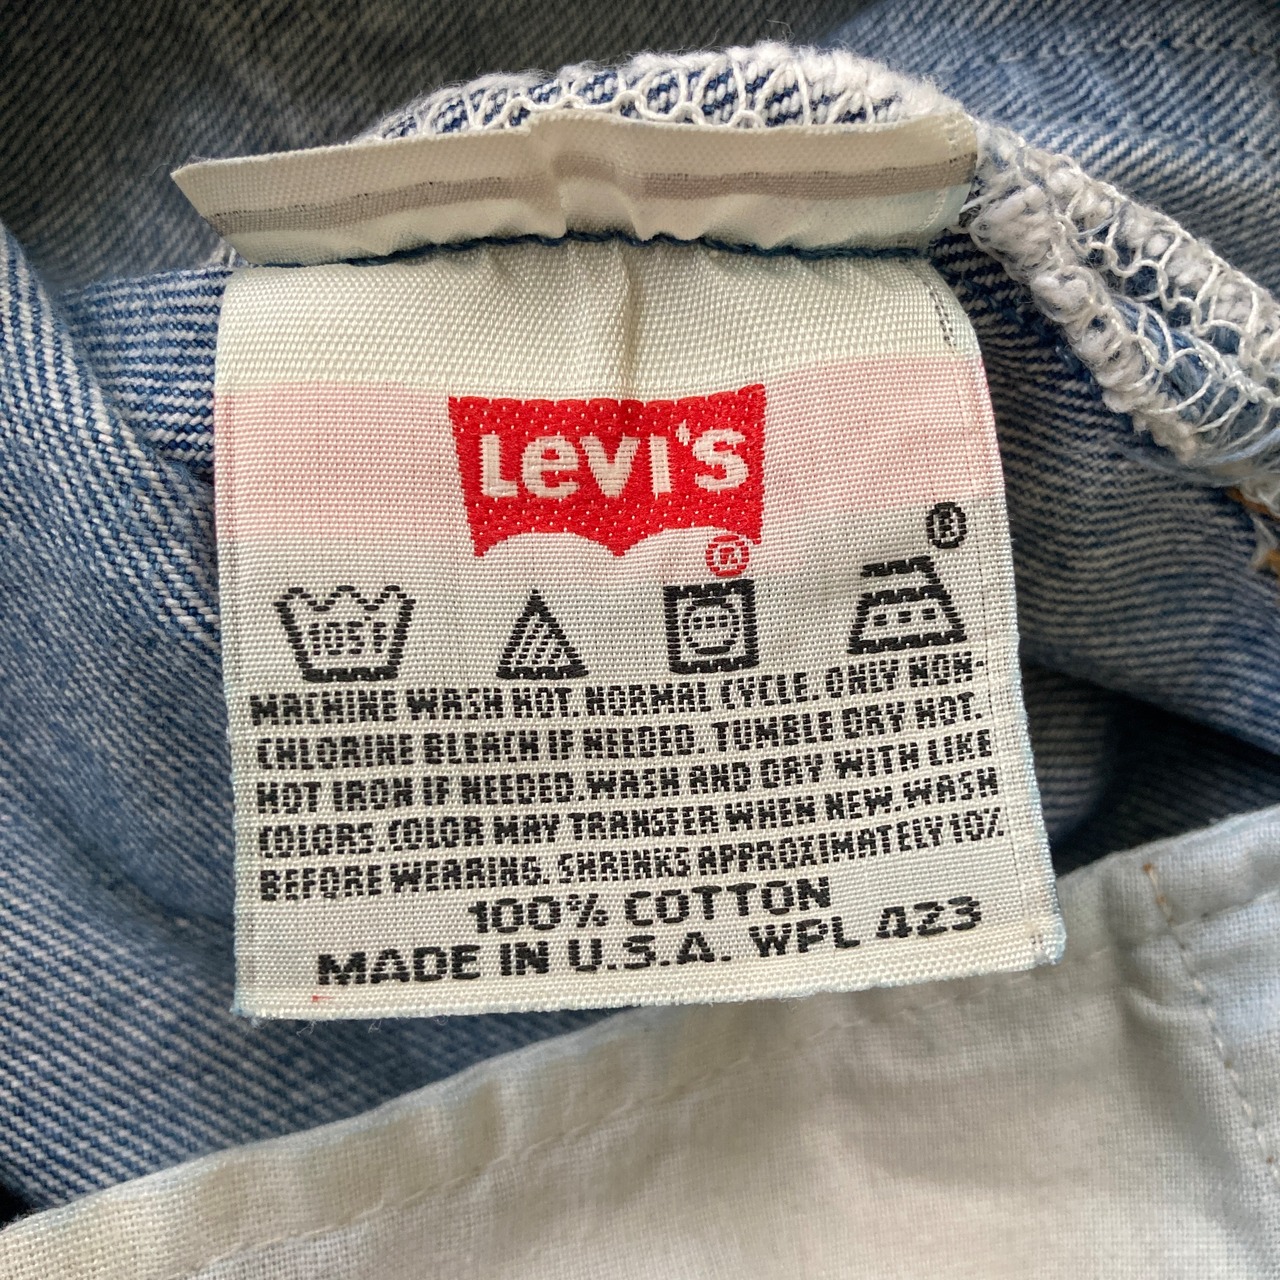 Levi's
®
®
105F
MACHINE WASH HOT. NORMAL CYCLE. ONLY NON-
CHLORINE BLEACH IF NEEDED. TUMBLE DRY HOT.
HOT IRON IF NEEDED. WASH AND DRY WITH LIKE
COLORS. COLOR MAY TRANSFER WHEN NEW. WASH
BEFORE WEARING. SHRINKS APPROXIMATELY 10%
100% COTTON
MADE IN U.S.A. WPL 423